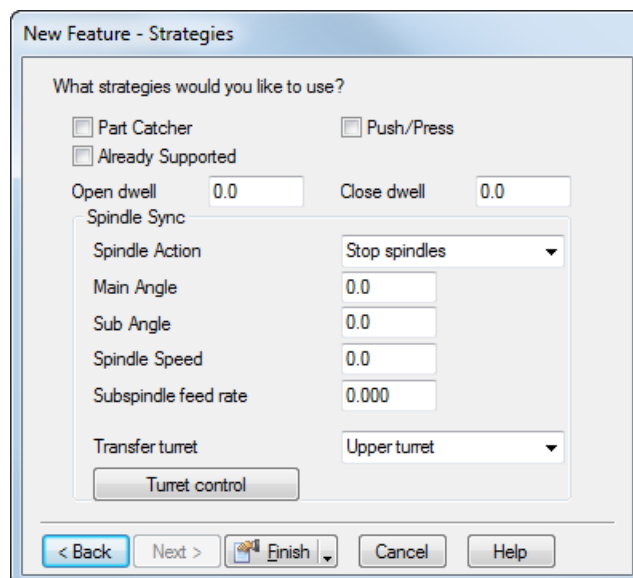 New Feature - Strategies
What strategies would you like to use?
Part Catcher Push/Press
Already Supported
Open dwell 0.0 Close dwell 0.0
Spindle Sync
Spindle Action Stop spindles
Main Angle 0.0
Sub Angle 0.0
Spindle Speed 0.0
Subspindle feed rate 0.000
Transfer turret Upper turret
Turret control
< Back Next > Finish Cancel Help